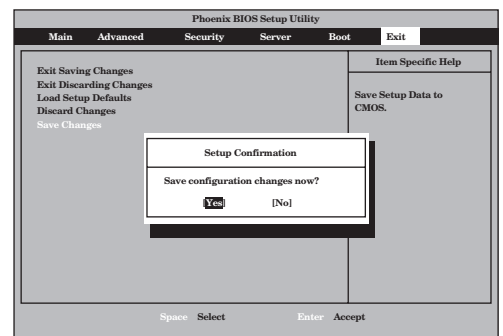 Phoenix BIOS Setup Utility
Main Advanced Security Server Boot Exit
Exit Saving Changes
Exit Discarding Changes
Load Setup Defaults
Discard Changes
Save Changes
Item Specific Help
Save Setup Data to
CMOS.
Setup Confirmation
Save configuration changes now?
[Yes] [No]
Space Select Enter Accept